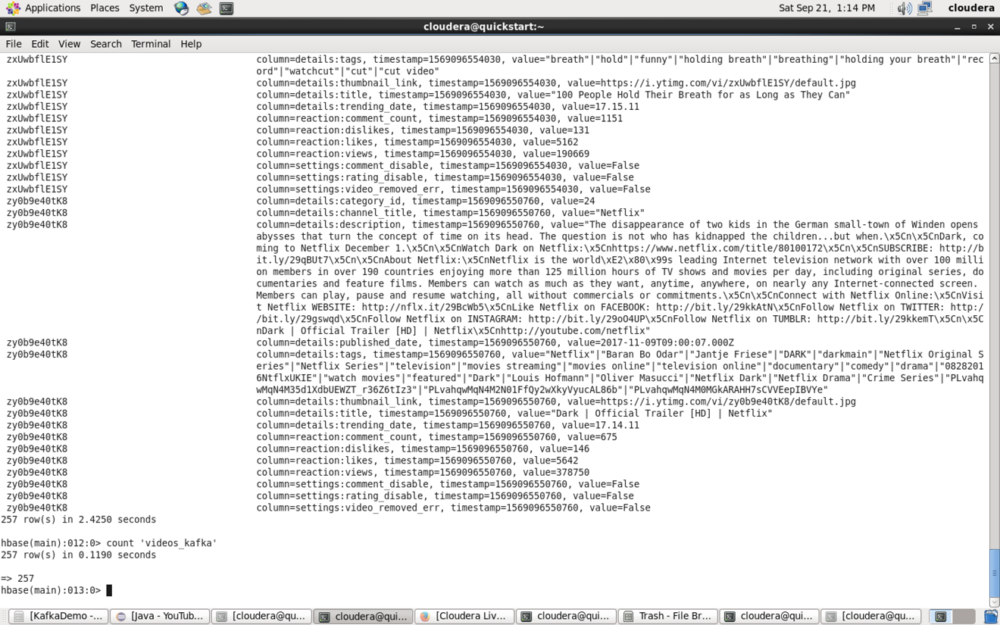 Applications Places System Sat Sep 21, 1:14 PM cloudera
cloudera@quickstart:~
File Edit View Search Terminal Help
zxUwbflE1SY column=details:tags, timestamp=1569096554030, value="breath"|"hold"|"funny"|"holding breath"|"breathing"|"holding your breath"|"rec
ord"|"watchcut"|"cut"|"cut video"
zxUwbflE1SY column=details:thumbnail_link, timestamp=1569096554030, value=https://i.ytimg.com/vi/zxUwbflE1SY/default.jpg
zxUwbflE1SY column=details:title, timestamp=1569096554030, value="100 People Hold Their Breath for as Long as They Can"
zxUwbflE1SY column=details:trending_date, timestamp=1569096554030, value=17.15.11
zxUwbflE1SY column=reaction:comment_count, timestamp=1569096554030, value=1151
zxUwbflE1SY column=reaction:dislikes, timestamp=1569096554030, value=131
zxUwbflE1SY column=reaction:likes, timestamp=1569096554030, value=5162
zxUwbflE1SY column=reaction:views, timestamp=1569096554030, value=190669
zxUwbflE1SY column=settings:comment_disable, timestamp=1569096554030, value=False
zxUwbflE1SY column=settings:rating_disable, timestamp=1569096554030, value=False
zxUwbflE1SY column=settings:video_removed_err, timestamp=1569096554030, value=False
zy0b9e40tK8 column=details:category_id, timestamp=1569096550760, value=24
zy0b9e40tK8 column=details:channel_title, timestamp=1569096550760, value="Netflix"
zy0b9e40tK8 column=details:description, timestamp=1569096550760, value="The disappearance of two kids in the German small-town of Winden opens
abysses that turn the concept of time on its head. The question is not who has kidnapped the children...but when.\x5Cn\x5CnDark, co
ming to Netflix December 1.\x5Cn\x5CnWatch Dark on Netflix:\x5Cnhttps://www.netflix.com/title/80100172\x5Cn\x5CnSUBSCRIBE: http://b
it.ly/29qBUt7\x5Cn\x5CnAbout Netflix:\x5CnNetflix is the world\xE2\x80\x99s leading Internet television network with over 100 milli
on members in over 190 countries enjoying more than 125 million hours of TV shows and movies per day, including original series, do
cumentaries and feature films. Members can watch as much as they want, anytime, anywhere, on nearly any Internet-connected screen.
Members can play, pause and resume watching, all without commercials or commitments.\x5Cn\x5CnConnect with Netflix Online:\x5CnVisi
t Netflix WEBSITE: http://nflx.it/29BcWb5\x5CnLike Netflix on FACEBOOK: http://bit.ly/29kkAtN\x5CnFollow Netflix on TWITTER: http:/
/bit.ly/29gswqd\x5CnFollow Netflix on INSTAGRAM: http://bit.ly/29oO4UP\x5CnFollow Netflix on TUMBLR: http://bit.ly/29kkemT\x5Cn\x5C
nDark | Official Trailer [HD] | Netflix\x5Cnhttp://youtube.com/netflix"
zy0b9e40tK8 column=details:published_date, timestamp=1569096550760, value=2017-11-09T09:00:07.000Z
zy0b9e40tK8 column=details:tags, timestamp=1569096550760, value="Netflix"|"Baran Bo Odar"|"Jantje Friese"|"DARK"|"darkmain"|"Netflix Original S
eries"|"Netflix Series"|"television"|"movies streaming"|"movies online"|"television online"|"documentary"|"comedy"|"drama"|"0828201
6NtflxUKIE"|"watch movies"|"featured"|"Dark"|"Louis Hofmann"|"Oliver Masucci"|"Netflix Dark"|"Netflix Drama"|"Crime Series"|"PLvahq
wMqN4M35d1XdbUEWZT_r36Z6tIz3"|"PLvahqwMqN4M2N01FfQy2wXkyVyucAL86b"|"PLvahqwMqN4M0MGkARAHH7sCVVEepIBVYe"
zy0b9e40tK8 column=details:thumbnail_link, timestamp=1569096550760, value=https://i.ytimg.com/vi/zy0b9e40tK8/default.jpg
zy0b9e40tK8 column=details:title, timestamp=1569096550760, value="Dark | Official Trailer [HD] | Netflix"
zy0b9e40tK8 column=details:trending_date, timestamp=1569096550760, value=17.14.11
zy0b9e40tK8 column=reaction:comment_count, timestamp=1569096550760, value=675
zy0b9e40tK8 column=reaction:dislikes, timestamp=1569096550760, value=146
zy0b9e40tK8 column=reaction:likes, timestamp=1569096550760, value=5642
zy0b9e40tK8 column=reaction:views, timestamp=1569096550760, value=378750
zy0b9e40tK8 column=settings:comment_disable, timestamp=1569096550760, value=False
zy0b9e40tK8 column=settings:rating_disable, timestamp=1569096550760, value=False
zy0b9e40tK8 column=settings:video_removed_err, timestamp=1569096550760, value=False
257 row(s) in 2.4250 seconds
hbase(main):012:0> count 'videos_kafka'
257 row(s) in 0.1190 seconds
=> 257
hbase(main):013:0>
[KafkaDemo -... [Java - YouTub... [cloudera@qu... cloudera@qui... [Cloudera Liv... cloudera@qui... Trash - File Br... cloudera@qui... [cloudera@qu...